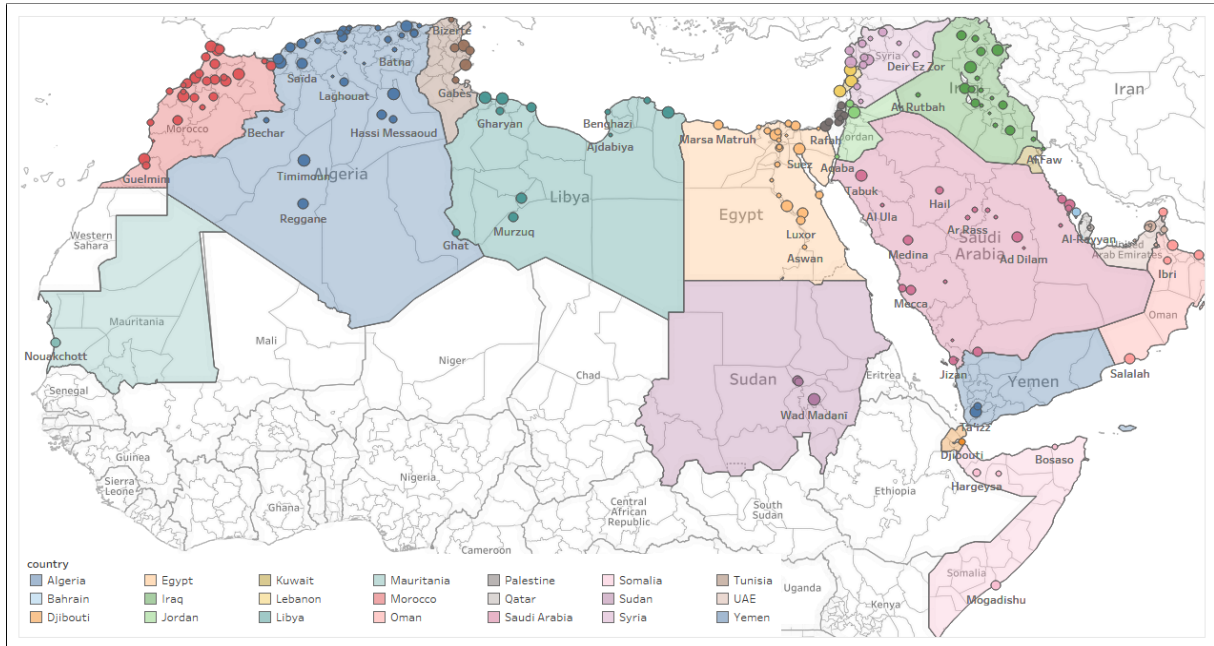 Bizerte
Saïda
Batna
Laghouat
Gabes
Bechar
Hassi Messaoud
Morocco
Guelmim
Timimoun
Algeria
Reggane
Gharyan
Benghazi
Ajdabiya
Libya
Murzuq
Ghat
Marsa Matruh
Rafah
Suez
Aqaba
Egypt
Luxor
Aswan
Syria
Deir Ez Zor
Ar Rutbah
Jordan
Al Faw
Iran
Tabuk
Al Ula
Hail
Ar Rass
Saudi
Arabia
Medina
Ad Dilam
Mecca
Al-Rayyan
United
Arab Emirates
Ibri
Oman
Salalah
Jizan
Yemen
Ta'izz
Western
Sahara
Mauritania
Nouakchott
Mali
Niger
Chad
Sudan
Wad Madani
Eritrea
Djibouti
Bosaso
Hargeysa
Senegal
Guinea
Sierra
Leone
Ghana
Nigeria
Cameroon
Central
African
Republic
South
Sudan
Ethiopia
Somalia
Mogadishu
Uganda
Kenya
country
Algeria Egypt Kuwait Mauritania Palestine Somalia Tunisia
Bahrain Iraq Lebanon Morocco Qatar Sudan UAE
Djibouti Jordan Libya Oman Saudi Arabia Syria Yemen